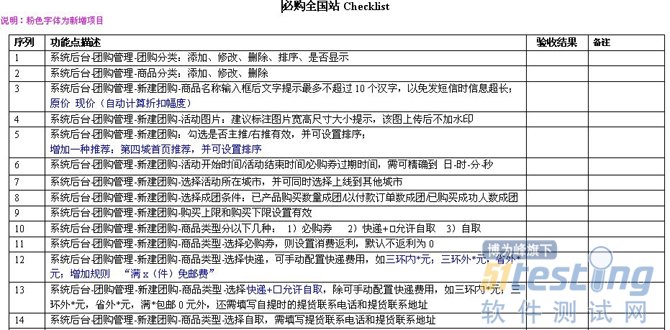 必购全国站 Checklist
说明：粉色字体为新增项目
序列 功能点描述 验收结果 备注
1 系统后台-团购管理-团购分类：添加、修改、删除、排序、是否显示
2 系统后台-团购管理-商品分类：添加、修改、删除
3 系统后台-团购管理-新建团购-商品名称输入框后文字提示最多不超过 10 个汉字，以免发短信时信息超长；
原价 现价（自动计算折扣幅度）
4 系统后台-团购管理-新建团购-活动图片：建议标注图片宽高尺寸大小提示，该图上传后不加水印
5 系统后台-团购管理-新建团购：勾选是否主推/右推有效，并可设置排序；
增加一种推荐：第四域首页推荐，并可设置排序
6 系统后台-团购管理-新建团购-活动开始时间/活动结束时间/必购券过期时间，需可精确到 日-时-分-秒
7 系统后台-团购管理-新建团购-选择活动所在城市，并可同时选择上线到其他城市
8 系统后台-团购管理-新建团购-选择成团条件：已产品购买数量成团/以付款订单数成团/已购买成功人数成团
9 系统后台-团购管理-新建团购-购买上限和购买下限设置有效
10 系统后台-团购管理-新建团购-商品类型分以下几种： 1）必购券 2）快递+口允许自取 3）自取
11 系统后台-团购管理-新建团购-商品类型-选择必购券，则设置消费返利，默认不返利为 0
12 系统后台-团购管理-新建团购-商品类型-选择快递，可手动配置快递费用，如三环内*元；三环外*元，省外*
元；增加规则 “满 x（件）免邮费”
13 系统后台-团购管理-新建团购-商品类型-选择快递+口允许自取，除可手动配置快递费用，如三环内*元，三
环外*元，省外*元，满*包邮 0 元外，还需填写自提时的提货联系电话和提货联系地址
14 系统后台-团购管理-新建团购-商品类型-选择自取，需填写提货联系电话和提货联系地址
博为峰旗下
51testing
软件测试网